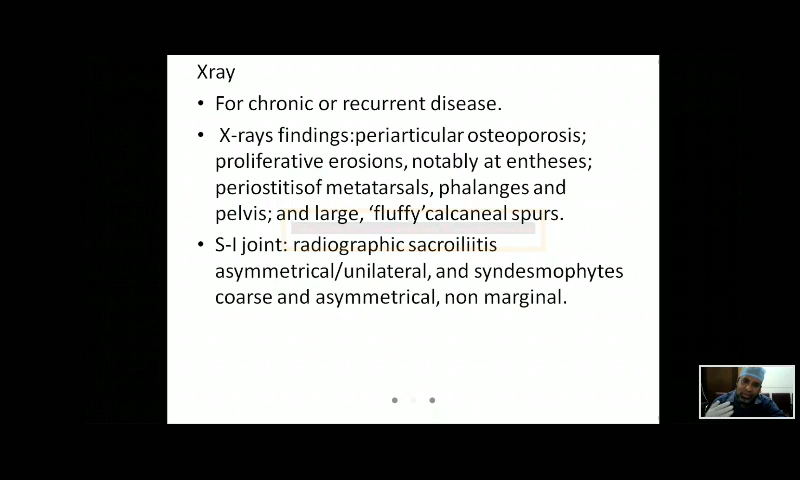 Xray
• For chronic or recurrent disease.
• X-rays findings:periarticular osteoporosis;
proliferative erosions, notably at entheses;
periostitisof metatarsals, phalanges and
pelvis; and large, ‘fluffy’calcaneal spurs.
• S-I joint: radiographic sacroiliitis
asymmetrical/unilateral, and syndesmophytes
coarse and asymmetrical, non marginal.